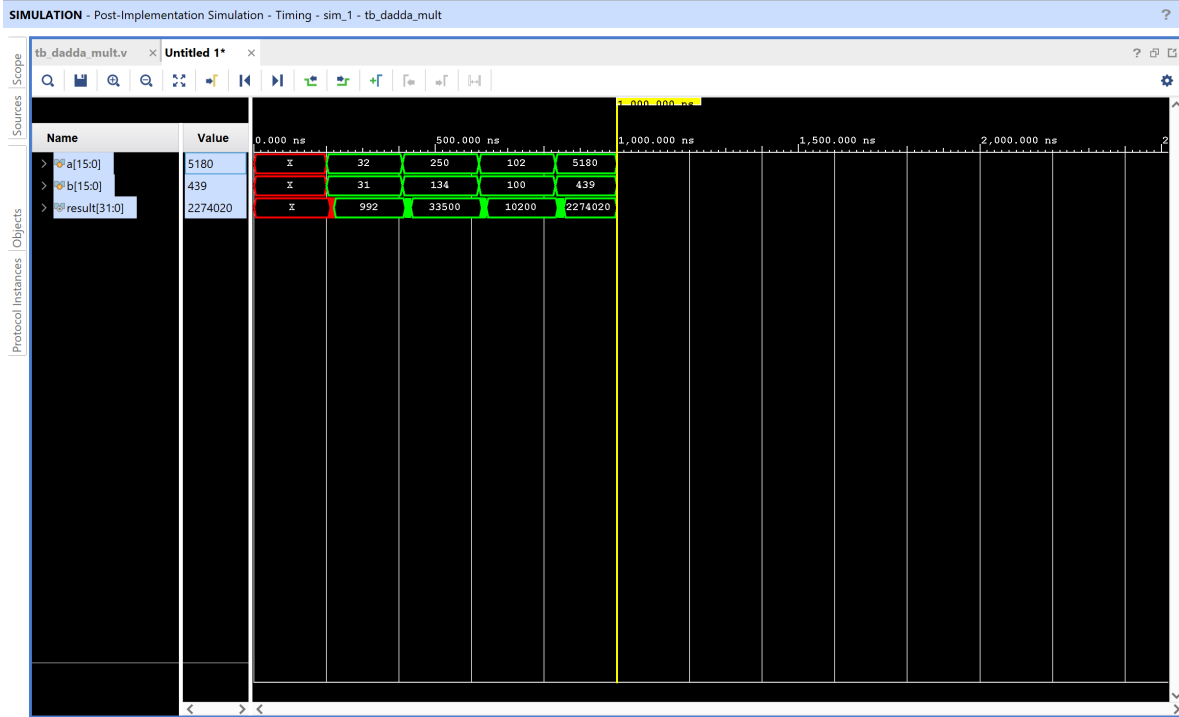 SIMULATION - Post-Implementation Simulation - Timing - sim_1 - tb_dadda_mult ?
tb_dadda_mult.v × Untitled 1* × ?
Scope
Sources
Objects
Protocol Instances
1,000.000 ns
Name Value 0.000 ns 500.000 ns 1,000.000 ns 1,500.000 ns 2,000.000 ns 2
a[15:0] 5180 X 32 250 102 5180
b[15:0] 439 X 31 134 100 439
result[31:0] 2274020 X 992 33500 10200 2274020